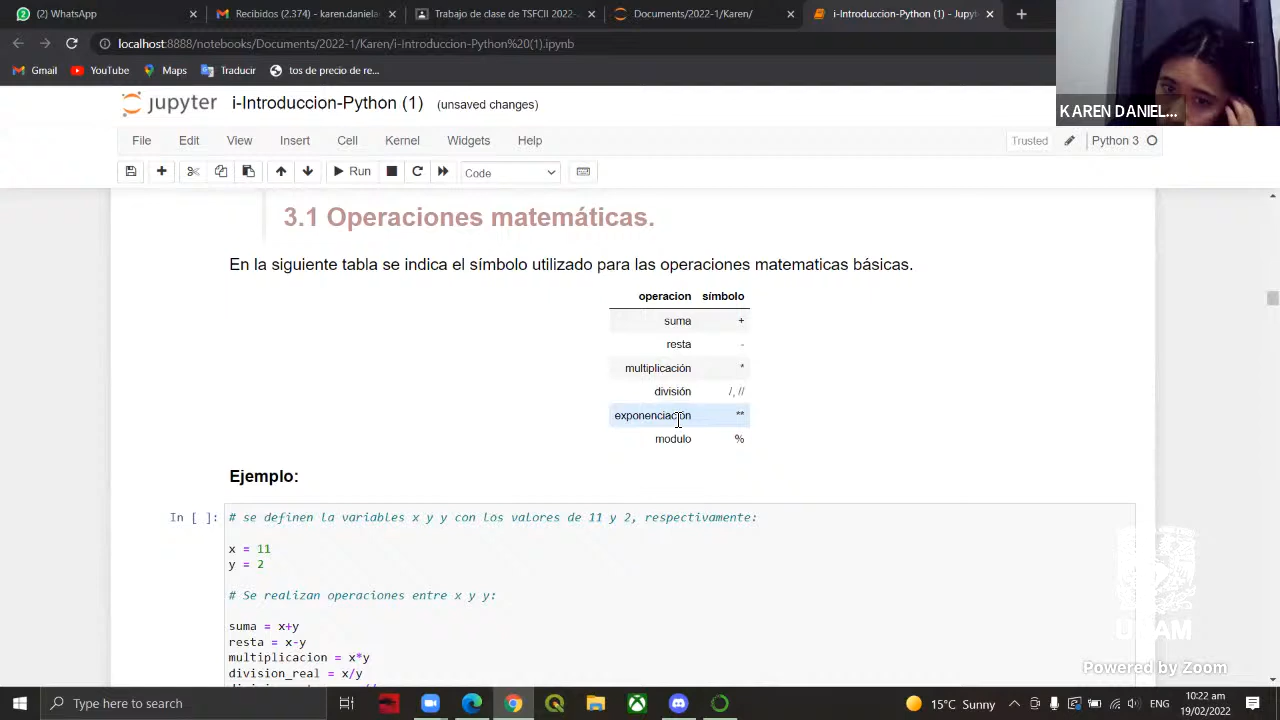 (2) WhatsApp
Recibidos (2.374) - karen.daniela
Trabajo de clase de TSFCII 2022-
Documents/2022-1/Karen/
i-Introduccion-Python (1) - Jupyte
localhost:8888/notebooks/Documents/2022-1/Karen/i-Introduccion-Python%20(1).ipynb
Gmail
YouTube
Maps
Traducir
tos de precio de re...
KAREN DANIEL...
jupyter i-Introduccion-Python (1) (unsaved changes)
File Edit View Insert Cell Kernel Widgets Help
Trusted Python 3
Run Code
3.1 Operaciones matemáticas.
En la siguiente tabla se indica el símbolo utilizado para las operaciones matematicas básicas.
operacion símbolo
suma +
resta -
multiplicación *
división /, //
exponenciación **
modulo %
Ejemplo:
In [ ]: # se definen la variables x y y con los valores de 11 y 2, respectivamente:
x = 11
y = 2
# Se realizan operaciones entre x y y:
suma = x+y
resta = x-y
multiplicacion = x*y
division_real = x/y
UNAM
Powered by Zoom
Type here to search
15°C Sunny
ENG
10:22 am
19/02/2022